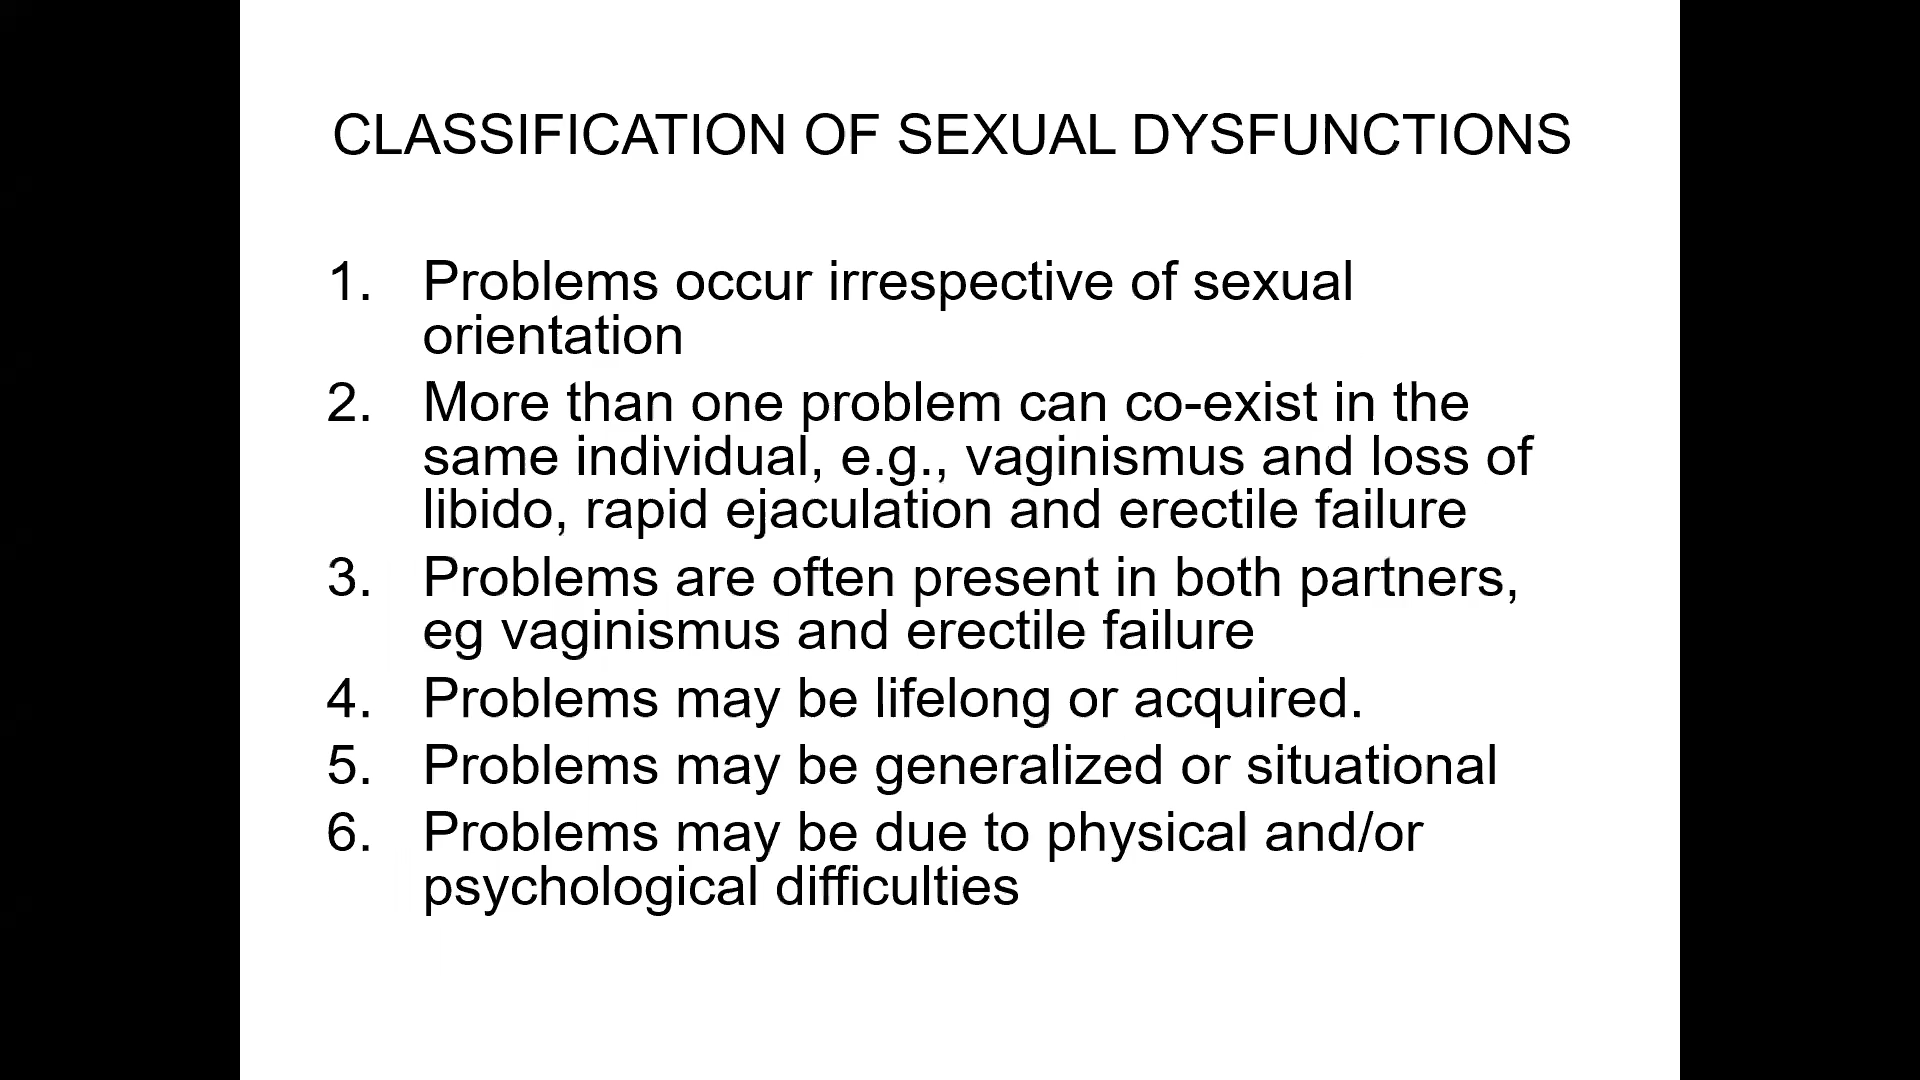 CLASSIFICATION OF SEXUAL DYSFUNCTIONS
1. Problems occur irrespective of sexual
orientation
2. More than one problem can co-exist in the
same individual, e.g., vaginismus and loss of
libido, rapid ejaculation and erectile failure
3. Problems are often present in both partners,
eg vaginismus and erectile failure
4. Problems may be lifelong or acquired.
5. Problems may be generalized or situational
6. Problems may be due to physical and/or
psychological difficulties